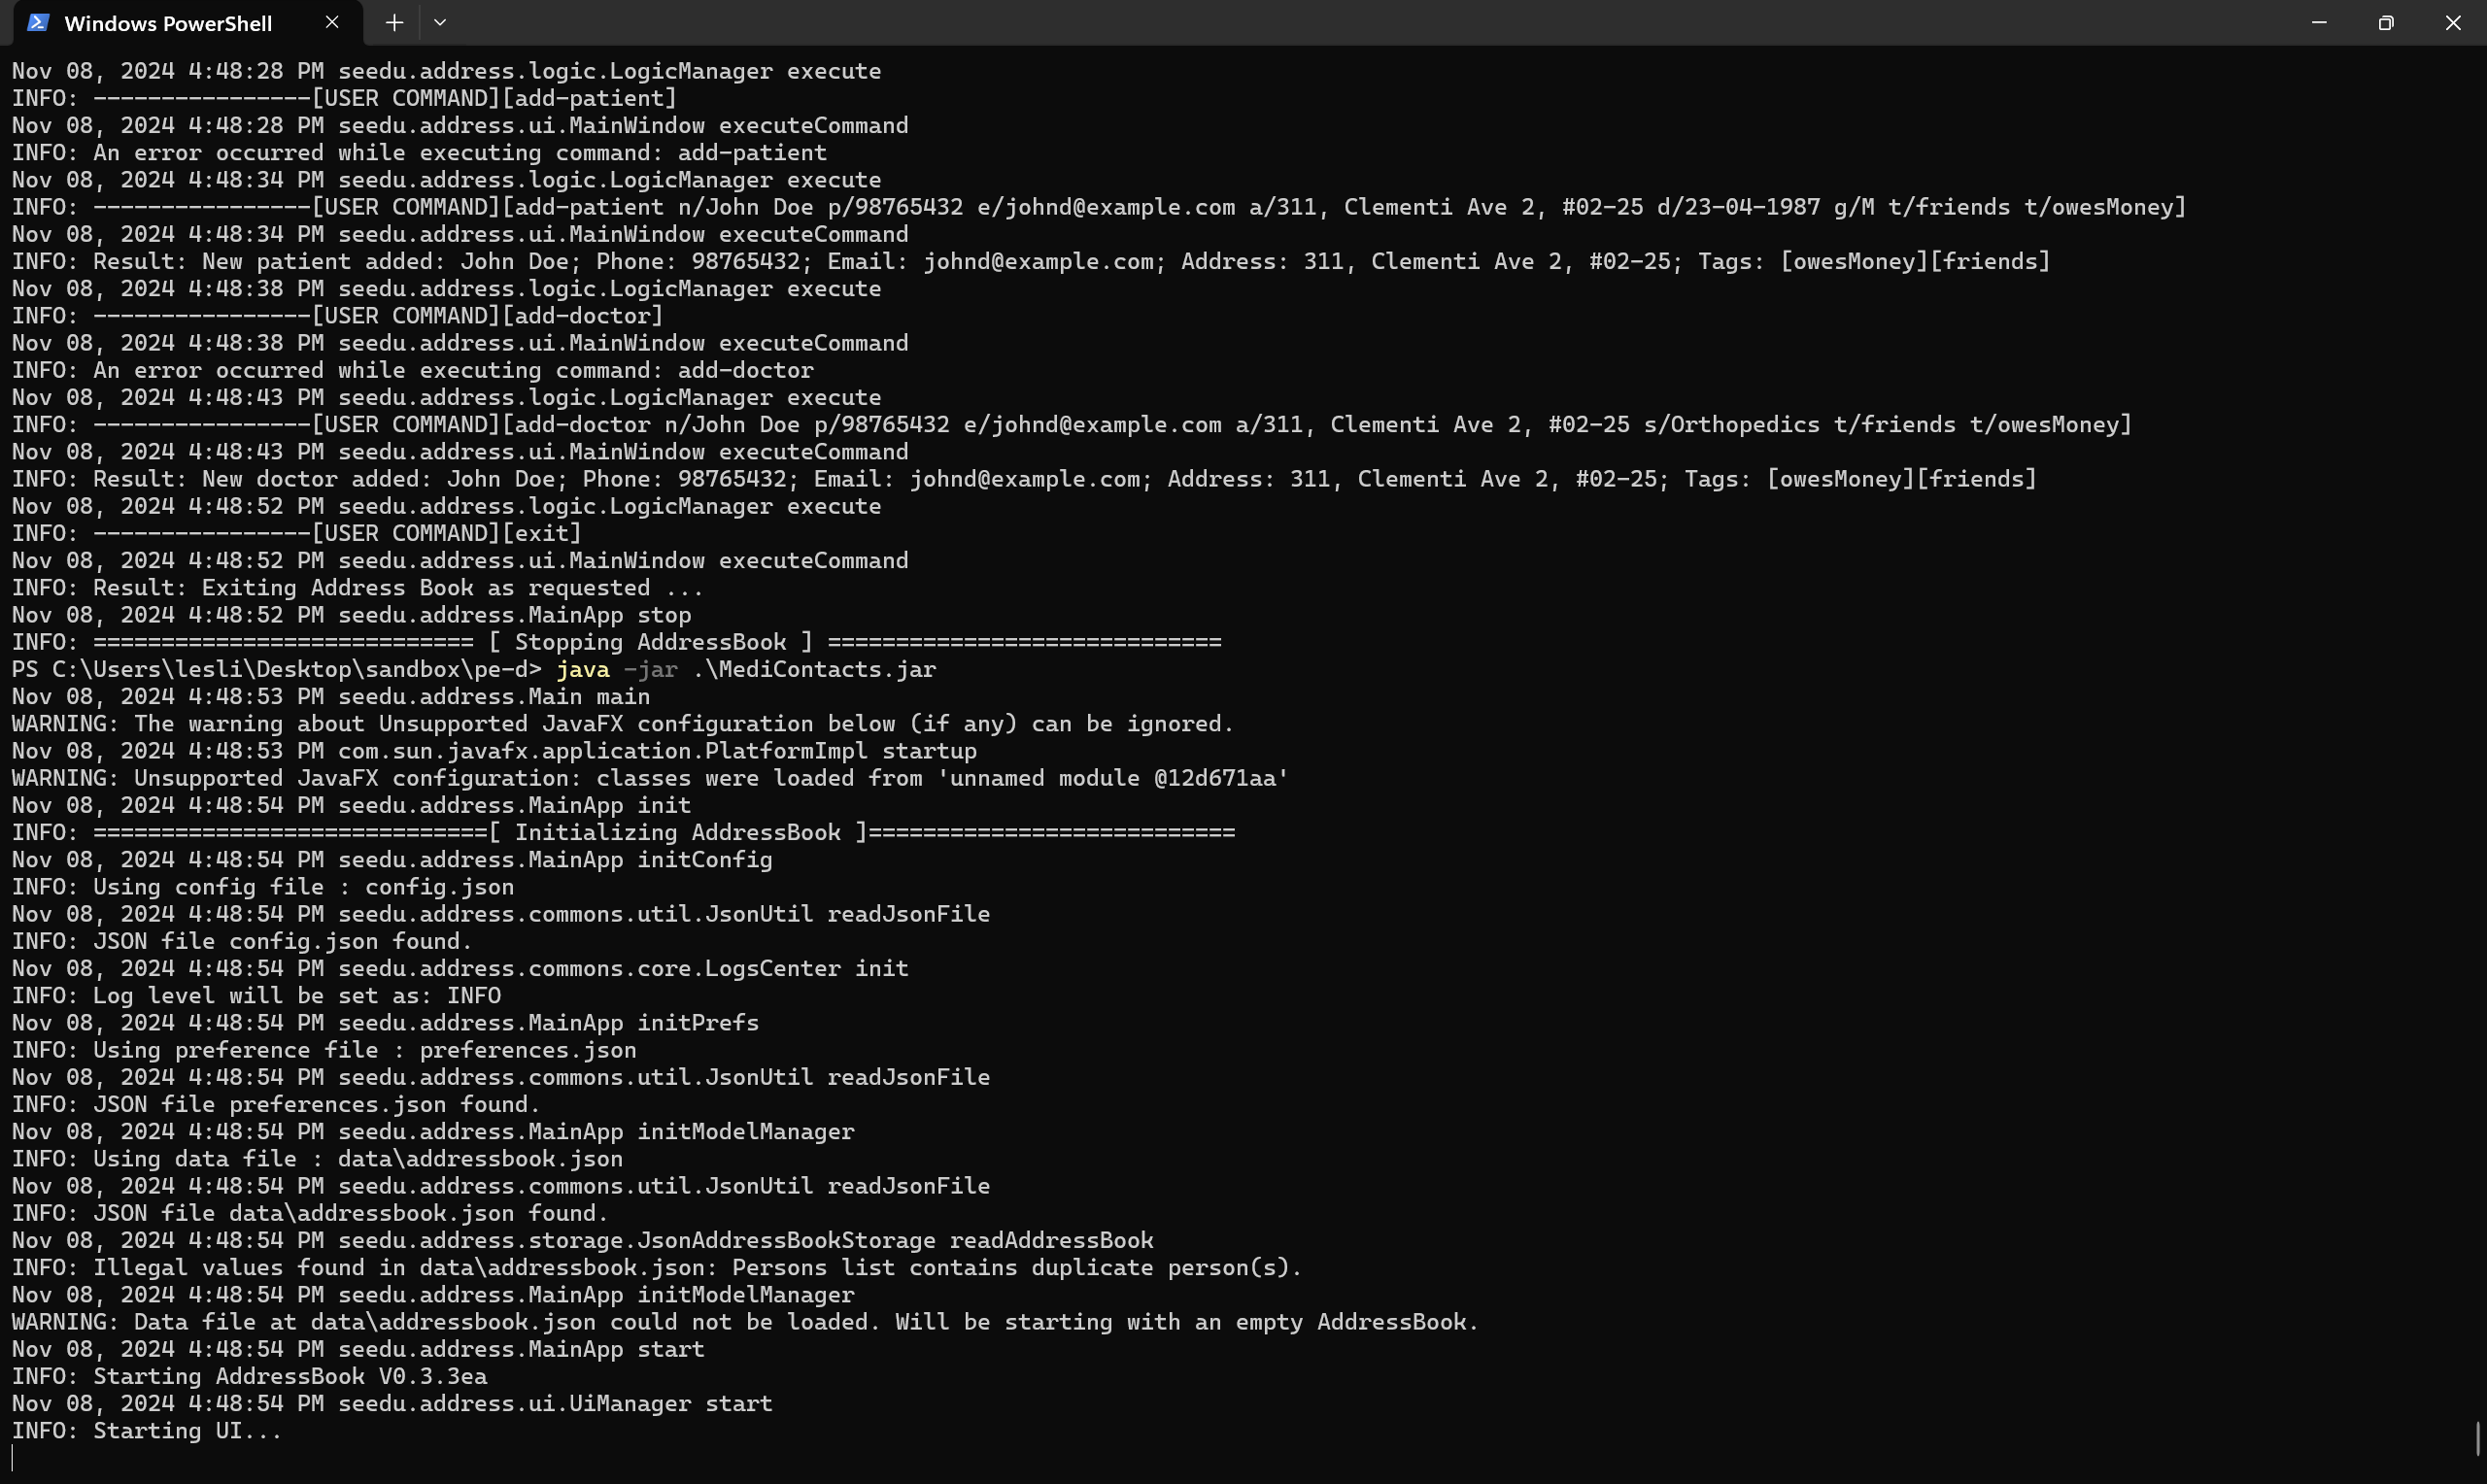 Windows PowerShell
Nov 08, 2024 4:48:28 PM seedu.address.logic.LogicManager execute
INFO: ----------------[USER COMMAND][add-patient]
Nov 08, 2024 4:48:28 PM seedu.address.ui.MainWindow executeCommand
INFO: An error occurred while executing command: add-patient
Nov 08, 2024 4:48:34 PM seedu.address.logic.LogicManager execute
INFO: ----------------[USER COMMAND][add-patient n/John Doe p/98765432 e/johnd@example.com a/311, Clementi Ave 2, #02-25 d/23-04-1987 g/M t/friends t/owesMoney]
Nov 08, 2024 4:48:34 PM seedu.address.ui.MainWindow executeCommand
INFO: Result: New patient added: John Doe; Phone: 98765432; Email: johnd@example.com; Address: 311, Clementi Ave 2, #02-25; Tags: [owesMoney][friends]
Nov 08, 2024 4:48:38 PM seedu.address.logic.LogicManager execute
INFO: ----------------[USER COMMAND][add-doctor]
Nov 08, 2024 4:48:38 PM seedu.address.ui.MainWindow executeCommand
INFO: An error occurred while executing command: add-doctor
Nov 08, 2024 4:48:43 PM seedu.address.logic.LogicManager execute
INFO: ----------------[USER COMMAND][add-doctor n/John Doe p/98765432 e/johnd@example.com a/311, Clementi Ave 2, #02-25 s/Orthopedics t/friends t/owesMoney]
Nov 08, 2024 4:48:43 PM seedu.address.ui.MainWindow executeCommand
INFO: Result: New doctor added: John Doe; Phone: 98765432; Email: johnd@example.com; Address: 311, Clementi Ave 2, #02-25; Tags: [owesMoney][friends]
Nov 08, 2024 4:48:52 PM seedu.address.logic.LogicManager execute
INFO: ----------------[USER COMMAND][exit]
Nov 08, 2024 4:48:52 PM seedu.address.ui.MainWindow executeCommand
INFO: Result: Exiting Address Book as requested ...
Nov 08, 2024 4:48:52 PM seedu.address.MainApp stop
INFO: ============================ [ Stopping AddressBook ] =============================
PS C:\Users\lesli\Desktop\sandbox\pe-d> java -jar .\MediContacts.jar
Nov 08, 2024 4:48:53 PM seedu.address.Main main
WARNING: The warning about Unsupported JavaFX configuration below (if any) can be ignored.
Nov 08, 2024 4:48:53 PM com.sun.javafx.application.PlatformImpl startup
WARNING: Unsupported JavaFX configuration: classes were loaded from 'unnamed module @12d671aa'
Nov 08, 2024 4:48:54 PM seedu.address.MainApp init
INFO: =============================[ Initializing AddressBook ]===========================
Nov 08, 2024 4:48:54 PM seedu.address.MainApp initConfig
INFO: Using config file : config.json
Nov 08, 2024 4:48:54 PM seedu.address.commons.util.JsonUtil readJsonFile
INFO: JSON file config.json found.
Nov 08, 2024 4:48:54 PM seedu.address.commons.core.LogsCenter init
INFO: Log level will be set as: INFO
Nov 08, 2024 4:48:54 PM seedu.address.MainApp initPrefs
INFO: Using preference file : preferences.json
Nov 08, 2024 4:48:54 PM seedu.address.commons.util.JsonUtil readJsonFile
INFO: JSON file preferences.json found.
Nov 08, 2024 4:48:54 PM seedu.address.MainApp initModelManager
INFO: Using data file : data\addressbook.json
Nov 08, 2024 4:48:54 PM seedu.address.commons.util.JsonUtil readJsonFile
INFO: JSON file data\addressbook.json found.
Nov 08, 2024 4:48:54 PM seedu.address.storage.JsonAddressBookStorage readAddressBook
INFO: Illegal values found in data\addressbook.json: Persons list contains duplicate person(s).
Nov 08, 2024 4:48:54 PM seedu.address.MainApp initModelManager
WARNING: Data file at data\addressbook.json could not be loaded. Will be starting with an empty AddressBook.
Nov 08, 2024 4:48:54 PM seedu.address.MainApp start
INFO: Starting AddressBook V0.3.3ea
Nov 08, 2024 4:48:54 PM seedu.address.ui.UiManager start
INFO: Starting UI...